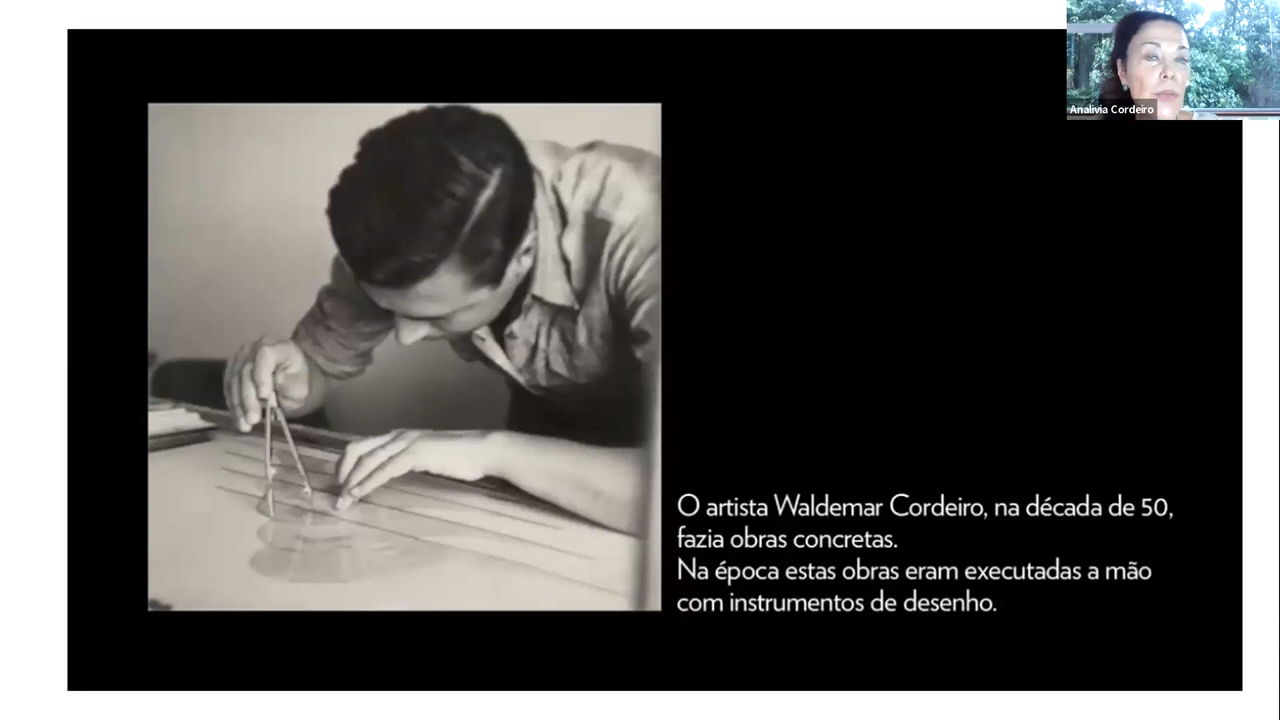 Analivia Cordeiro
O artista Waldemar Cordeiro, na década de 50,
fazia obras concretas.
Na época estas obras eram executadas a mão
com instrumentos de desenho.